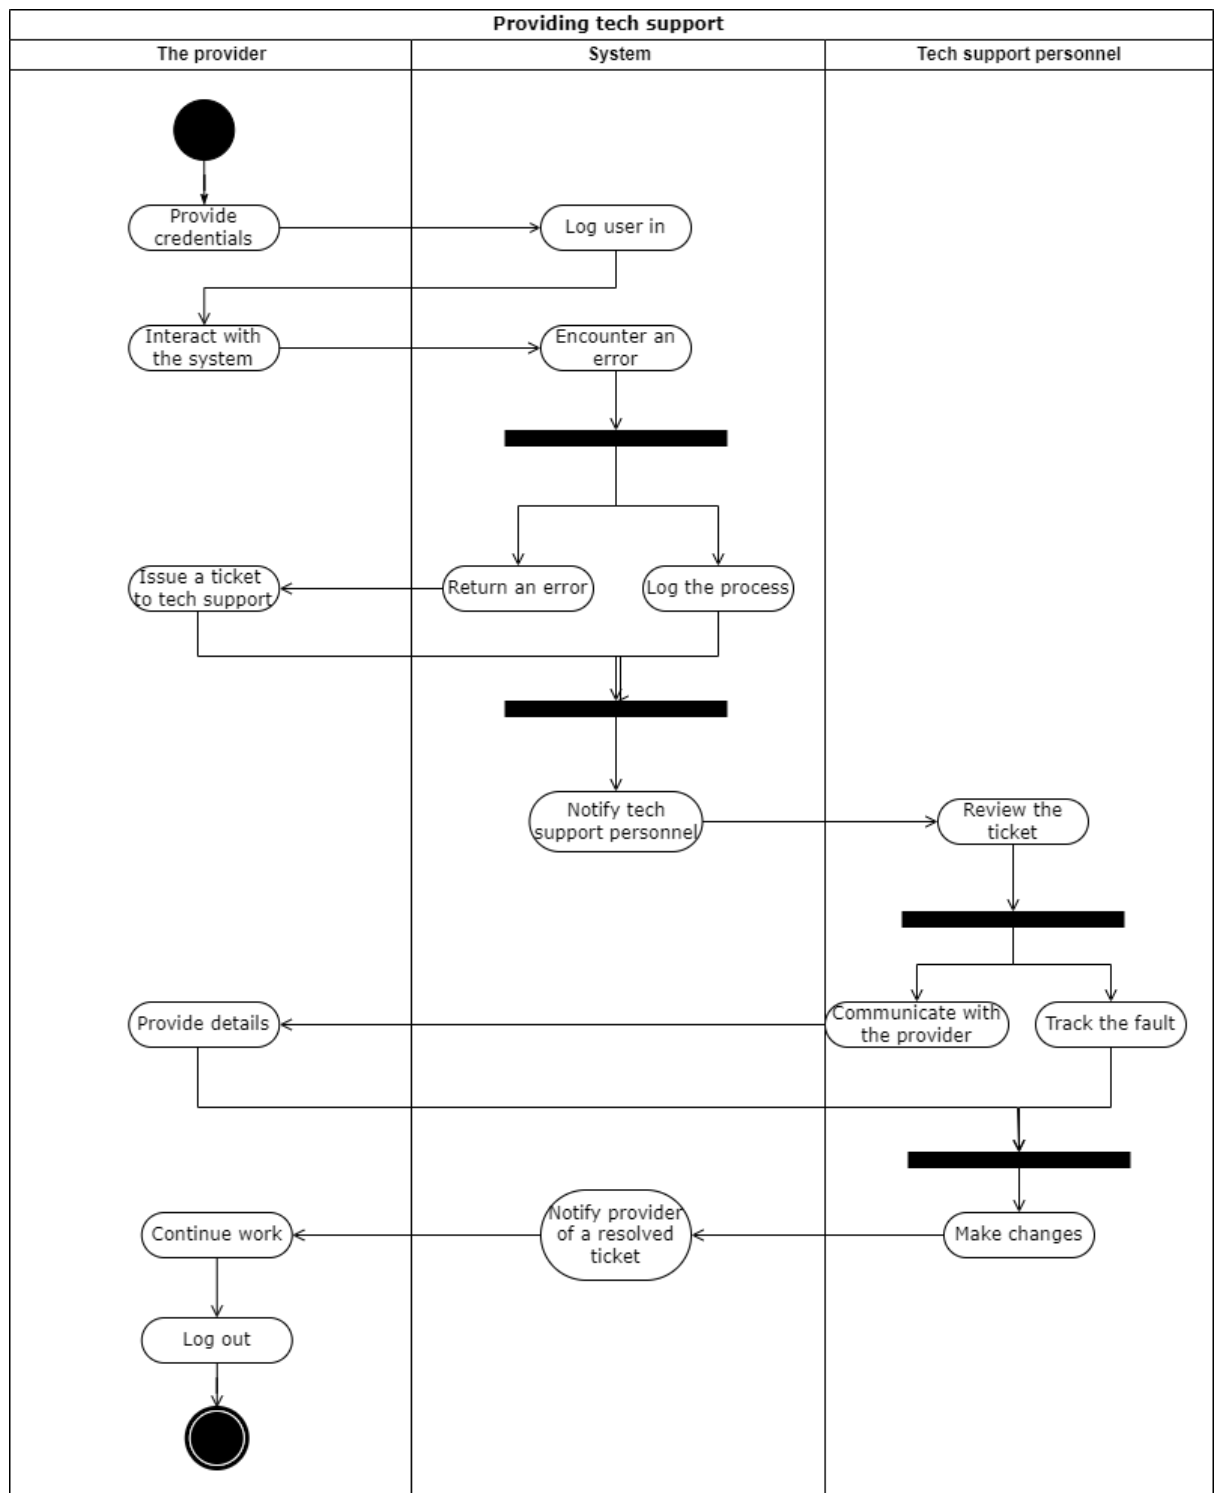 Providing tech support
The provider
System
Tech support personnel
Provide
credentials
Log user in
Interact with
the system
Encounter an
error
Issue a ticket
to tech support
Return an error
Log the process
Notify tech
support personnel
Review the
ticket
Provide details
Communicate with
the provider
Track the fault
Continue work
Notify provider
of a resolved
ticket
Make changes
Log out